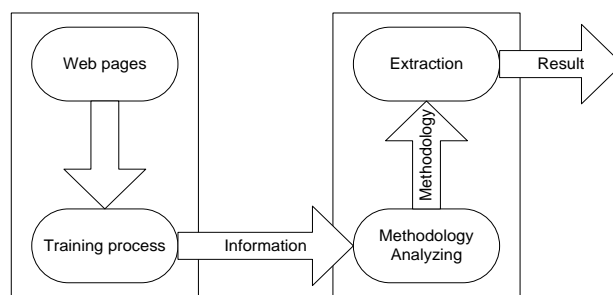 Web pages
Training process
Information
Methodology
Analyzing
Methodology
Extraction
Result